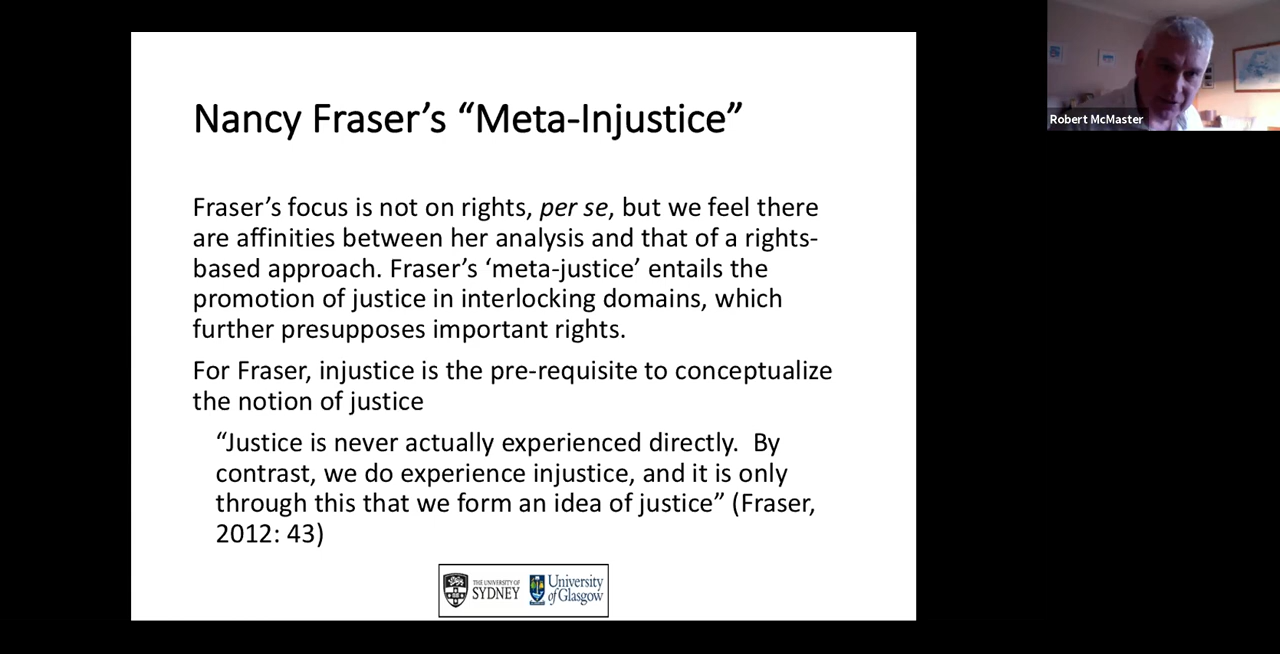 Nancy Fraser’s “Meta-Injustice”
Fraser’s focus is not on rights, per se, but we feel there
are affinities between her analysis and that of a rights-
based approach. Fraser’s ‘meta-justice’ entails the
promotion of justice in interlocking domains, which
further presupposes important rights.
For Fraser, injustice is the pre-requisite to conceptualize
the notion of justice
“Justice is never actually experienced directly.  By
contrast, we do experience injustice, and it is only
through this that we form an idea of justice” (Fraser,
2012: 43)
THE UNIVERSITY OF
SYDNEY
University
of Glasgow
Robert McMaster